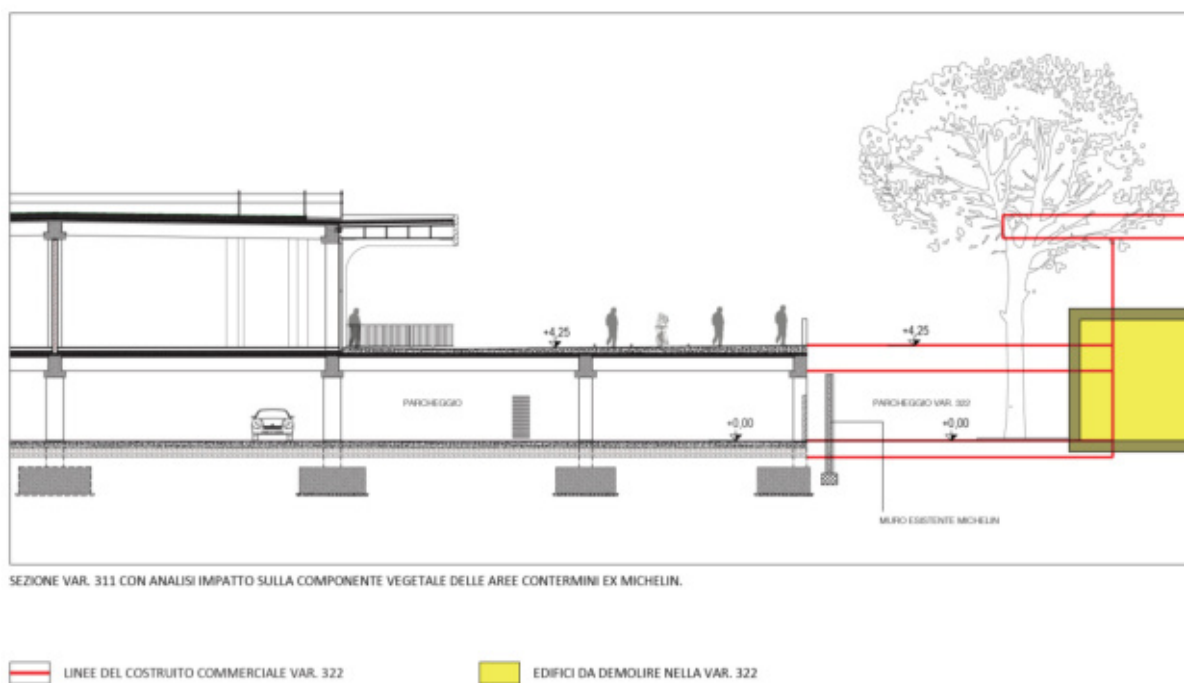 +4,25
+4,25
PARCHEGGIO
PARCHEGGIO VAR. 322
+0,00
+0,00
MURO ESISTENTE MICHELIN
SEZIONE VAR. 311 CON ANALISI IMPATTO SULLA COMPONENTE VEGETALE DELLE AREE CONTERMINI EX MICHELIN.
LINEE DEL COSTRUITO COMMERCIALE VAR. 322
EDIFICI DA DEMOLIRE NELLA VAR. 322